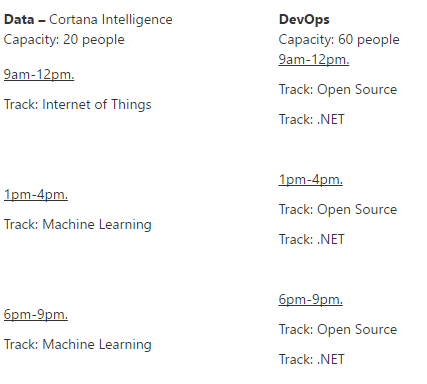 Data – Cortana Intelligence
Capacity: 20 people
9am-12pm.
Track: Internet of Things
1pm-4pm.
Track: Machine Learning
6pm-9pm.
Track: Machine Learning
DevOps
Capacity: 60 people
9am-12pm.
Track: Open Source
Track: .NET
1pm-4pm.
Track: Open Source
Track: .NET
6pm-9pm.
Track: Open Source
Track: .NET